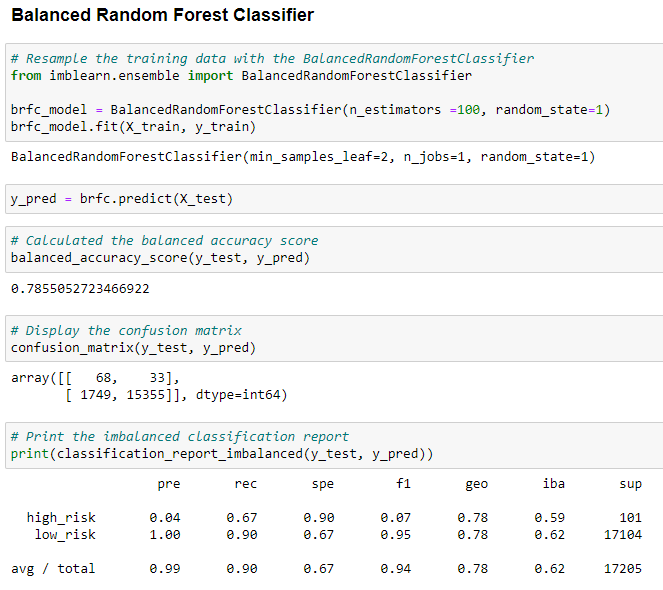 Balanced Random Forest Classifier
# Resample the training data with the BalancedRandomForestClassifier
from imblearn.ensemble import BalancedRandomForestClassifier
brfc_model = BalancedRandomForestClassifier(n_estimators =100, random_state=1)
brfc_model.fit(X_train, y_train)
BalancedRandomForestClassifier(min_samples_leaf=2, n_jobs=1, random_state=1)
y_pred = brfc.predict(X_test)
# Calculated the balanced accuracy score
balanced_accuracy_score(y_test, y_pred)
0.7855052723466922
# Display the confusion matrix
confusion_matrix(y_test, y_pred)
array([[   68,    33],
       [ 1749, 15355]], dtype=int64)
# Print the imbalanced classification report
print(classification_report_imbalanced(y_test, y_pred))
pre rec spe f1 geo iba sup
high_risk 0.04 0.67 0.90 0.07 0.78 0.59 101
low_risk 1.00 0.90 0.67 0.95 0.78 0.62 17104
avg / total 0.99 0.90 0.67 0.94 0.78 0.62 17205